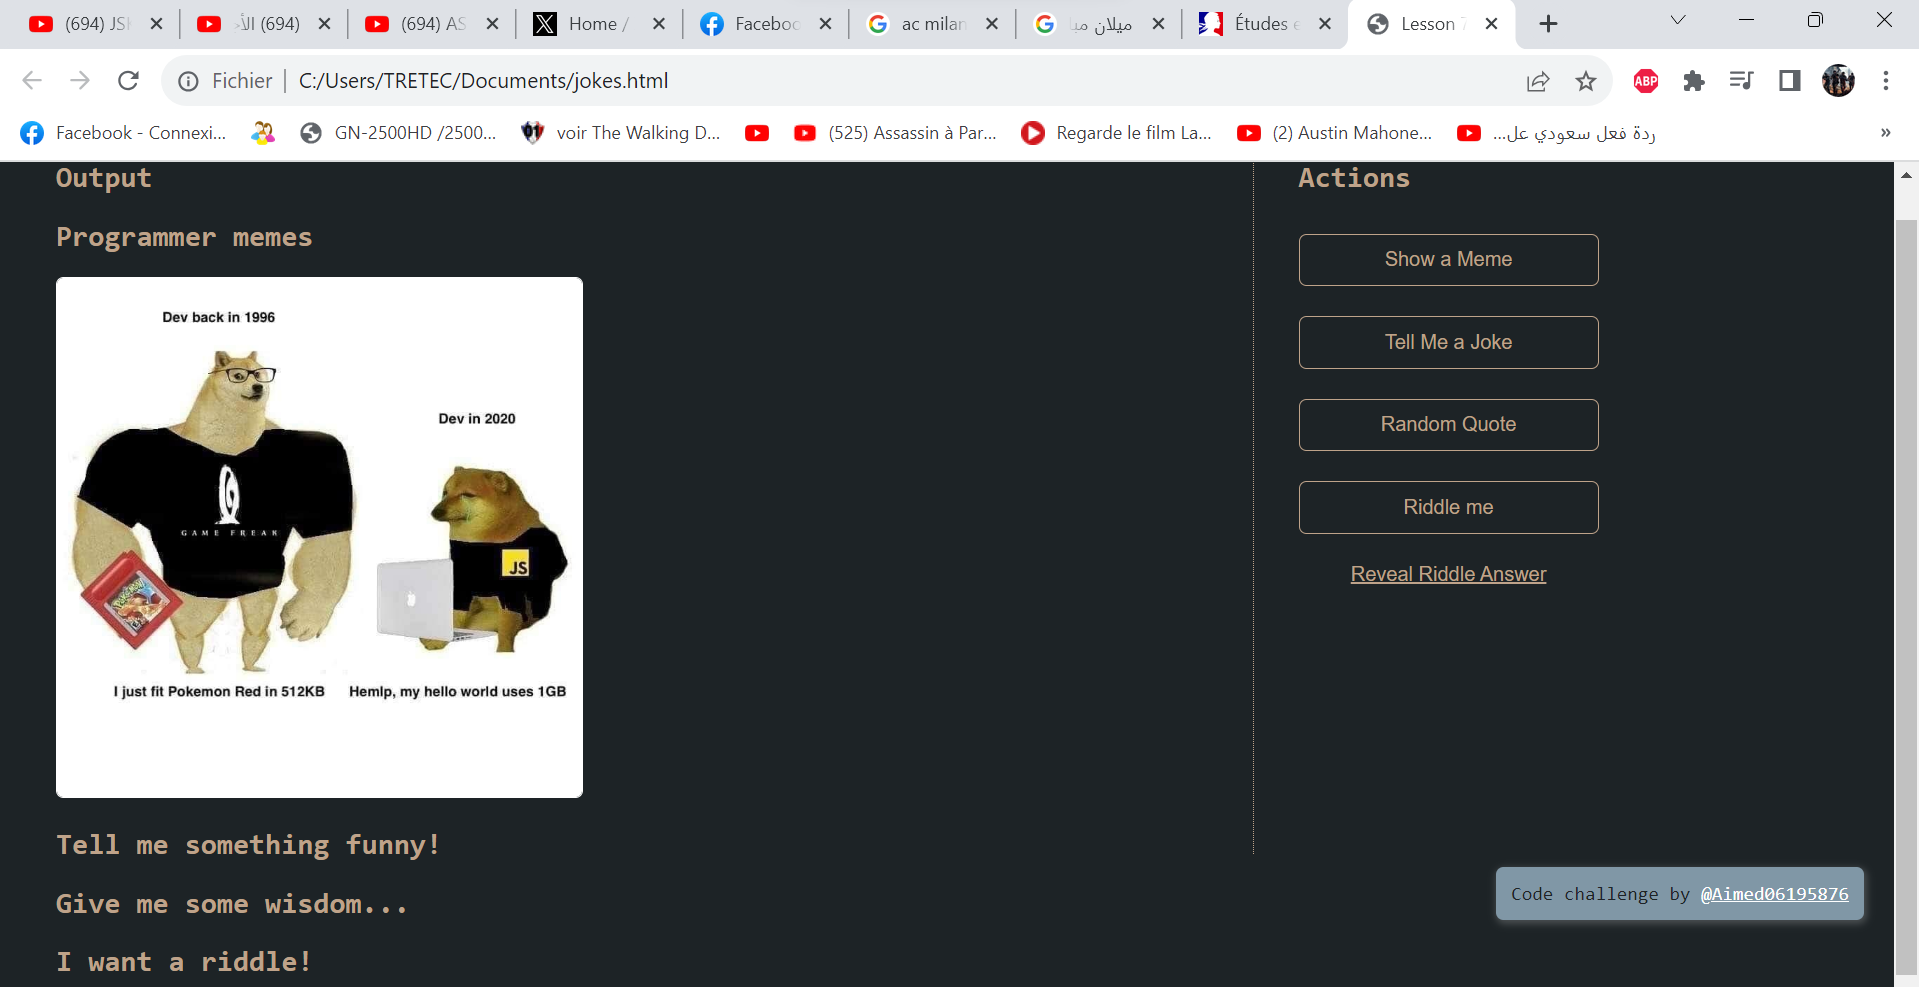 (694) JSH
(694) الأح
(694) AS
Home /
Faceboo
ac milan
ميلان مبا
Études e
Lesson 7
Fichier C:/Users/TRETEC/Documents/jokes.html
ABP
Facebook - Connexi...
GN-2500HD /2500...
voir The Walking D...
(525) Assassin à Par...
Regarde le film La...
(2) Austin Mahone...
ردة فعل سعودي عل...
»
Output
Programmer memes
Dev back in 1996
Dev in 2020
GAME FREAK
JS
I just fit Pokemon Red in 512KB
Hemlp, my hello world uses 1GB
Tell me something funny!
Give me some wisdom...
I want a riddle!
Actions
Show a Meme
Tell Me a Joke
Random Quote
Riddle me
Reveal Riddle Answer
Code challenge by @Aimed06195876